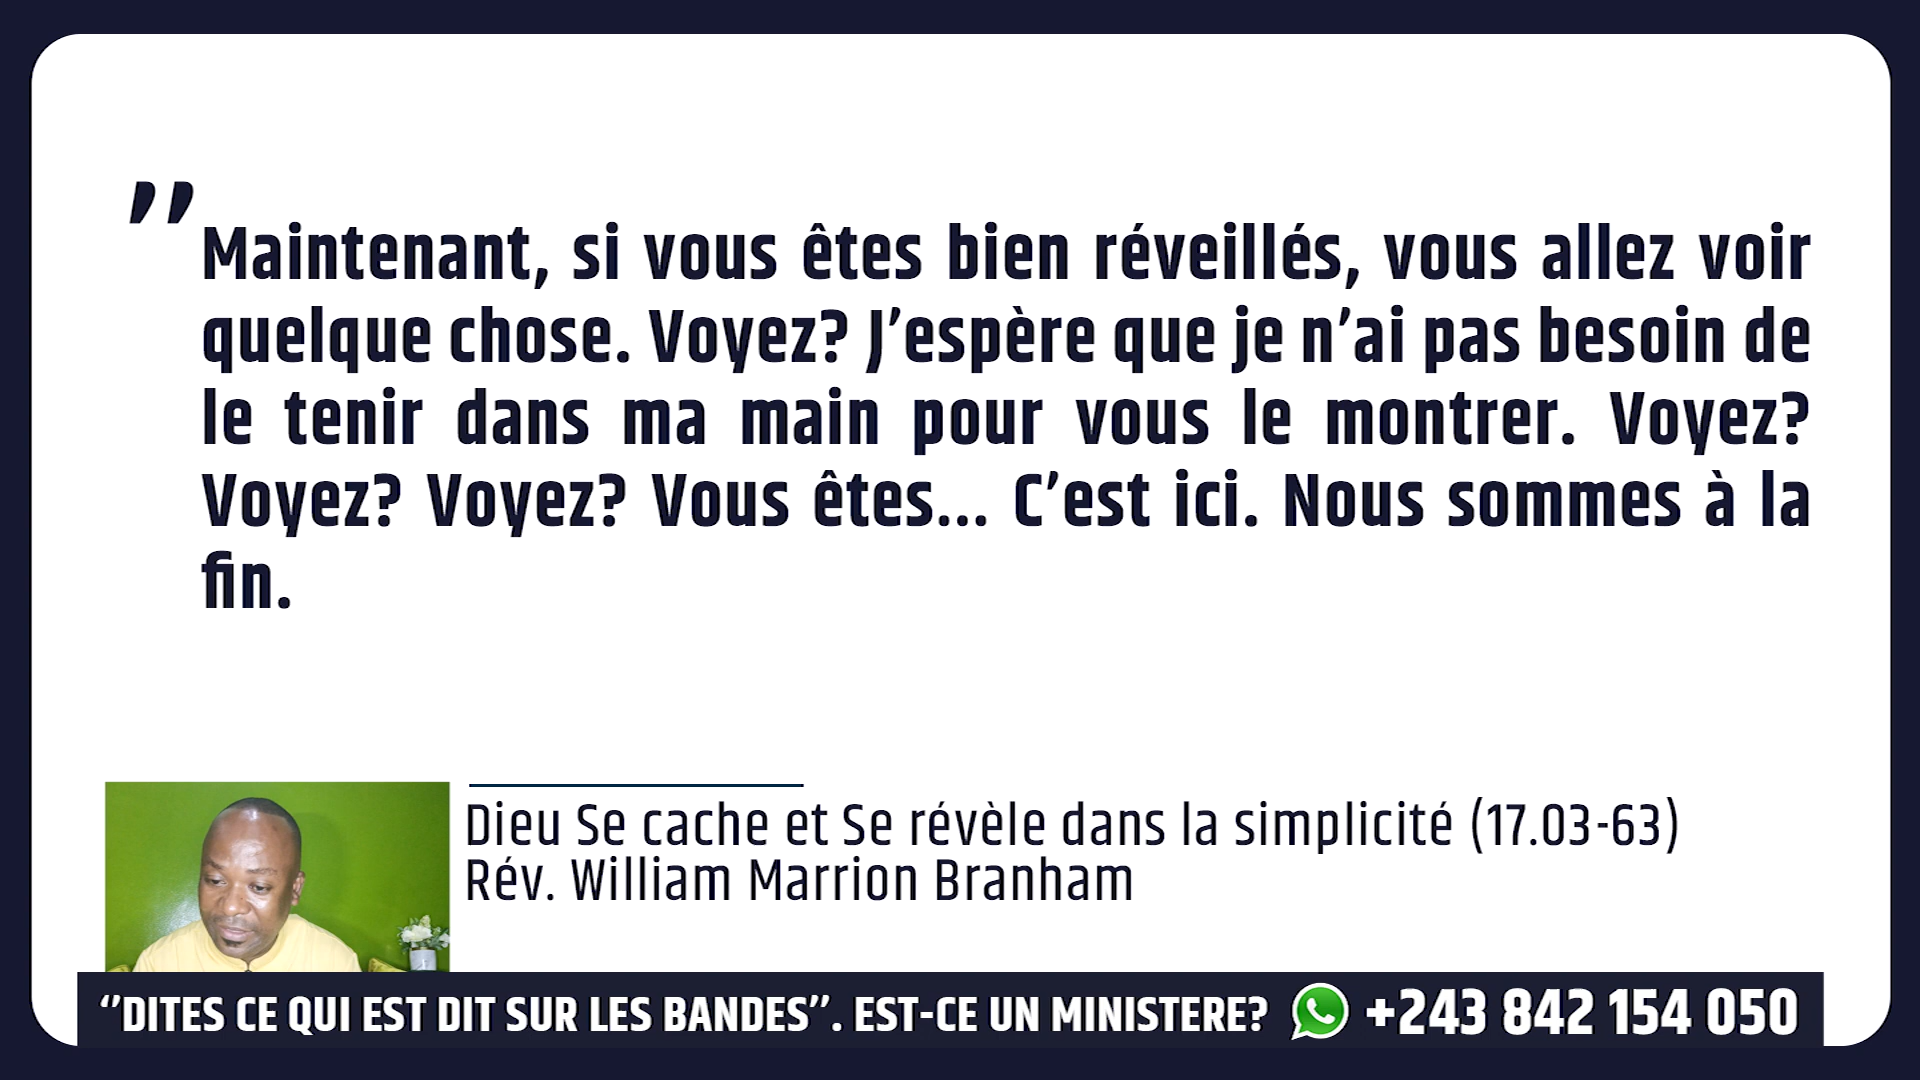 ’’
Maintenant, si vous êtes bien réveillés, vous allez voir
quelque chose. Voyez? J’espère que je n’ai pas besoin de
le tenir dans ma main pour vous le montrer. Voyez?
Voyez? Voyez? Vous êtes... C’est ici. Nous sommes à la
fin.
Dieu Se cache et Se révèle dans la simplicité (17.03-63)
Rév. William Marrion Branham
‘’DITES CE QUI EST DIT SUR LES BANDES’’. EST-CE UN MINISTERE? +243 842 154 050